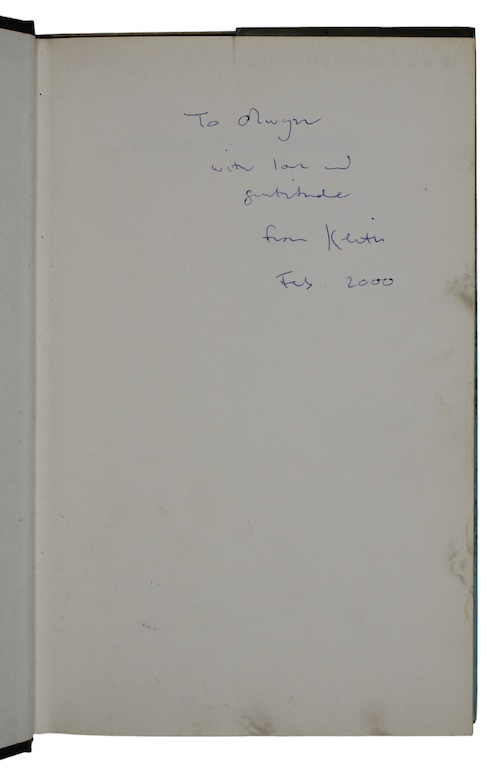 To Olwyn
with love and
gratitude
from Keith
Feb. 2000